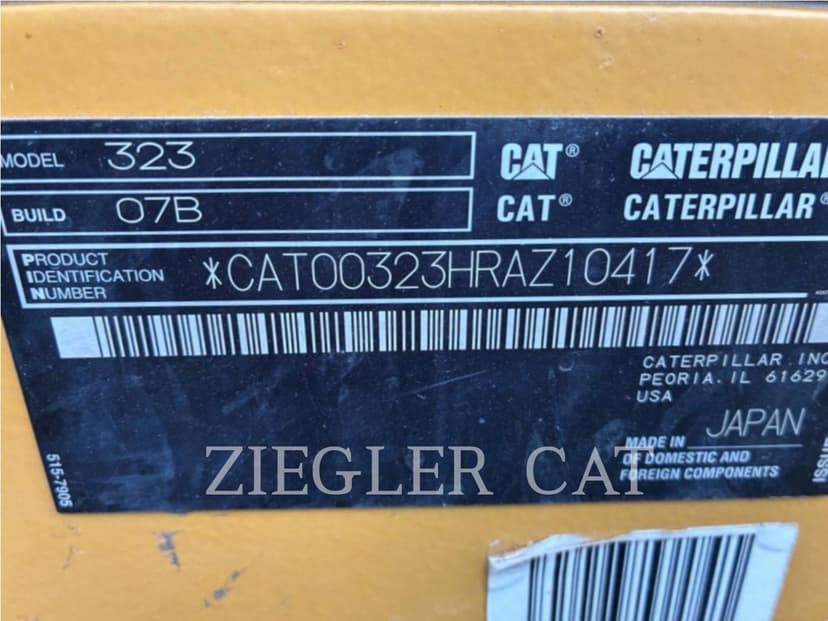 MODEL 323
CAT® CATERPILLAR
BUILD 07B
CAT® CATERPILLAR®
PRODUCT
IDENTIFICATION
NUMBER
*CAT00323HRAZ10417*
CATERPILLAR INC
PEORIA, IL 61629
USA
MADE IN JAPAN
OF DOMESTIC AND
FOREIGN COMPONENTS
515-7905
ZIEGLER CAT